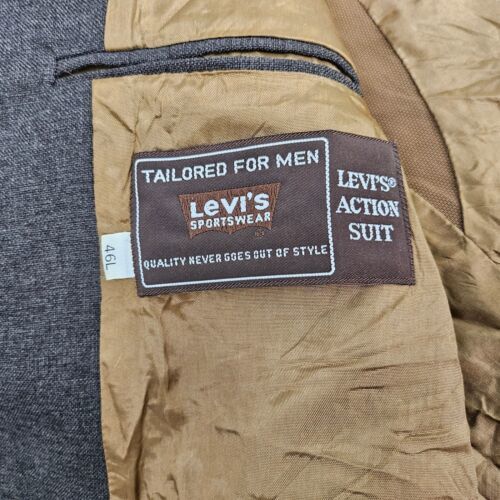 TAILORED FOR MEN
Levi's
SPORTSWEAR
QUALITY NEVER GOES OUT OF STYLE
LEVI'S®
ACTION
SUIT
46L